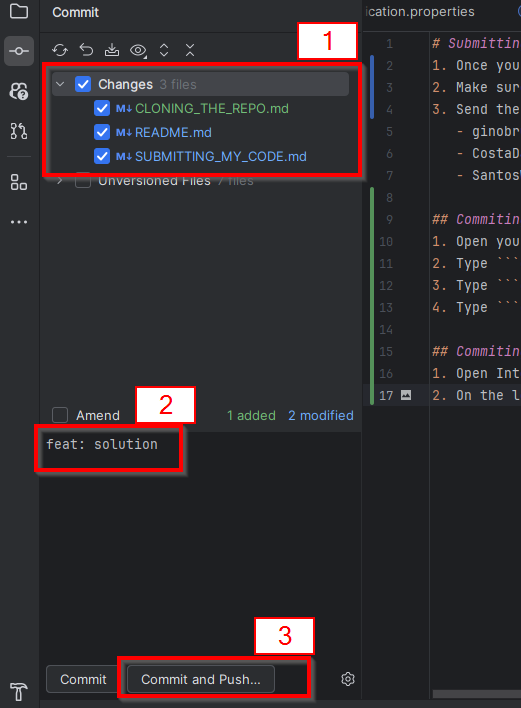 Commit
ication.properties
1
Changes 3 files
M↓ CLONING_THE_REPO.md
M↓ README.md
M↓ SUBMITTING_MY_CODE.md
Unversioned Files 7 files
Amend
2
1 added 2 modified
feat: solution
3
Commit
Commit and Push...
1 # Submittin
2 1. Once you
3 2. Make sur
4 3. Send the
5 - ginobr
6 - CostaD
7 - Santos
8
9 ## Commitin
10 1. Open you
11 2. Type ```
12 3. Type ```
13 4. Type ```
14
15 ## Commitin
16 1. Open Int
17 2. On the l